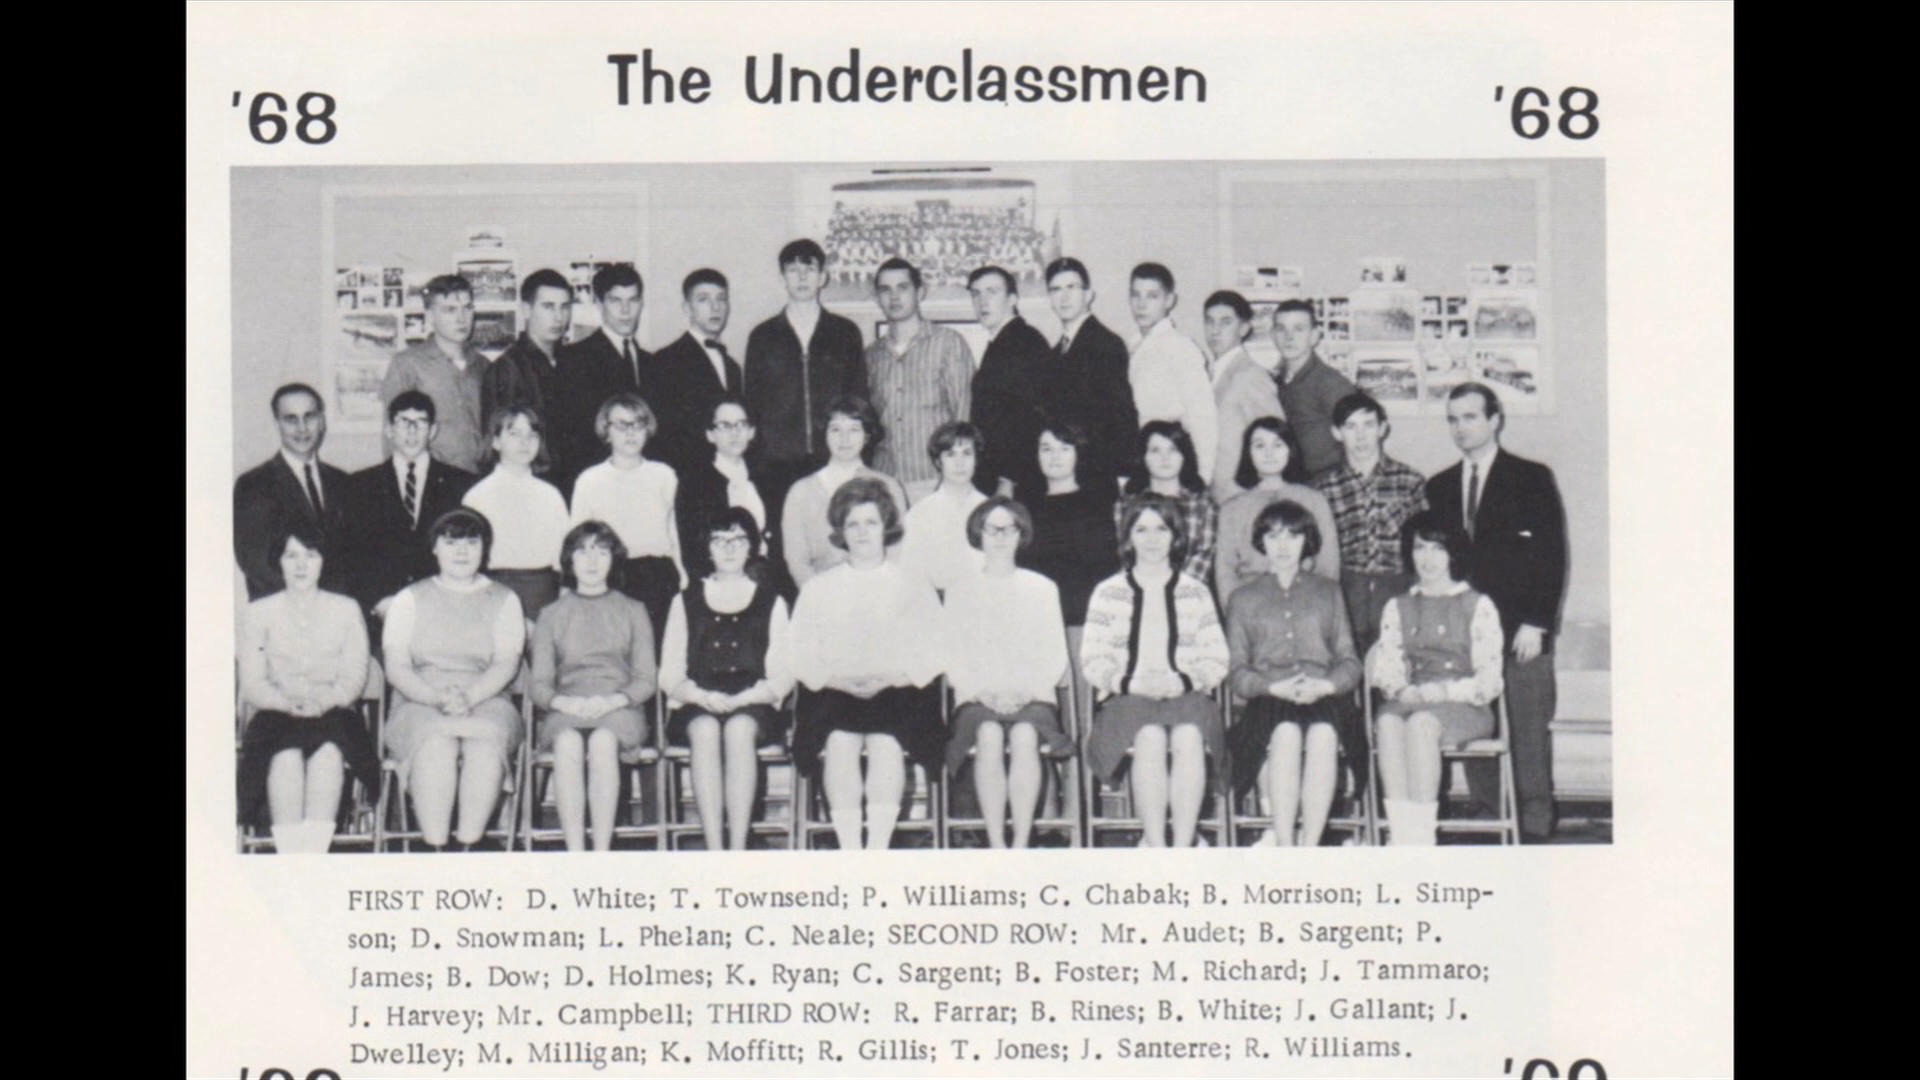 The Underclassmen
'68 '68
FIRST ROW: D. White; T. Townsend; P. Williams; C. Chabak; B. Morrison; L. Simp-
son; D. Snowman; L. Phelan; C. Neale; SECOND ROW: Mr. Audet; B. Sargent; P.
James; B. Dow; D. Holmes; K. Ryan; C. Sargent; B. Foster; M. Richard; J. Tammaro;
J. Harvey; Mr. Campbell; THIRD ROW: R. Farrar; B. Rines; B. White; J. Gallant; J.
Dwelley; M. Milligan; K. Moffitt; R. Gillis; T. Jones; J. Santerre; R. Williams.